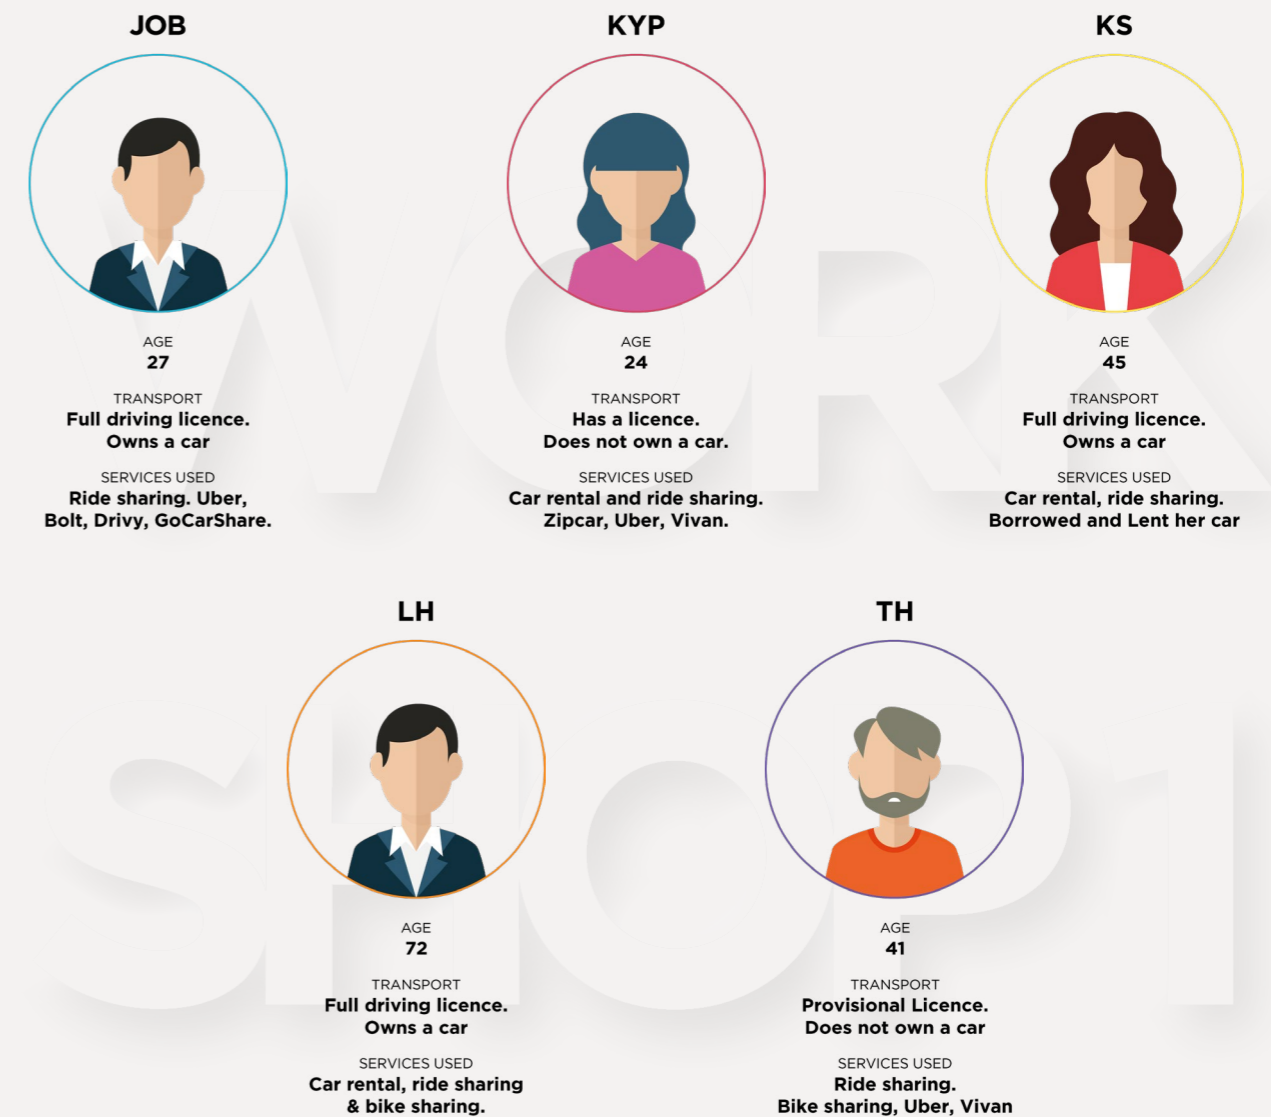 JOB
KYP
KS
AGE
27
AGE
24
AGE
45
TRANSPORT
Full driving licence.
Owns a car
TRANSPORT
Has a licence.
Does not own a car.
TRANSPORT
Full driving licence.
Owns a car
SERVICES USED
Ride sharing. Uber,
Bolt, Drivy, GoCarShare.
SERVICES USED
Car rental and ride sharing.
Zipcar, Uber, Vivan.
SERVICES USED
Car rental, ride sharing.
Borrowed and Lent her car
WORK
LH
TH
AGE
72
AGE
41
TRANSPORT
Full driving licence.
Owns a car
TRANSPORT
Provisional Licence.
Does not own a car
SERVICES USED
Car rental, ride sharing
& bike sharing.
SERVICES USED
Ride sharing.
Bike sharing, Uber, Vivan
SHOP1